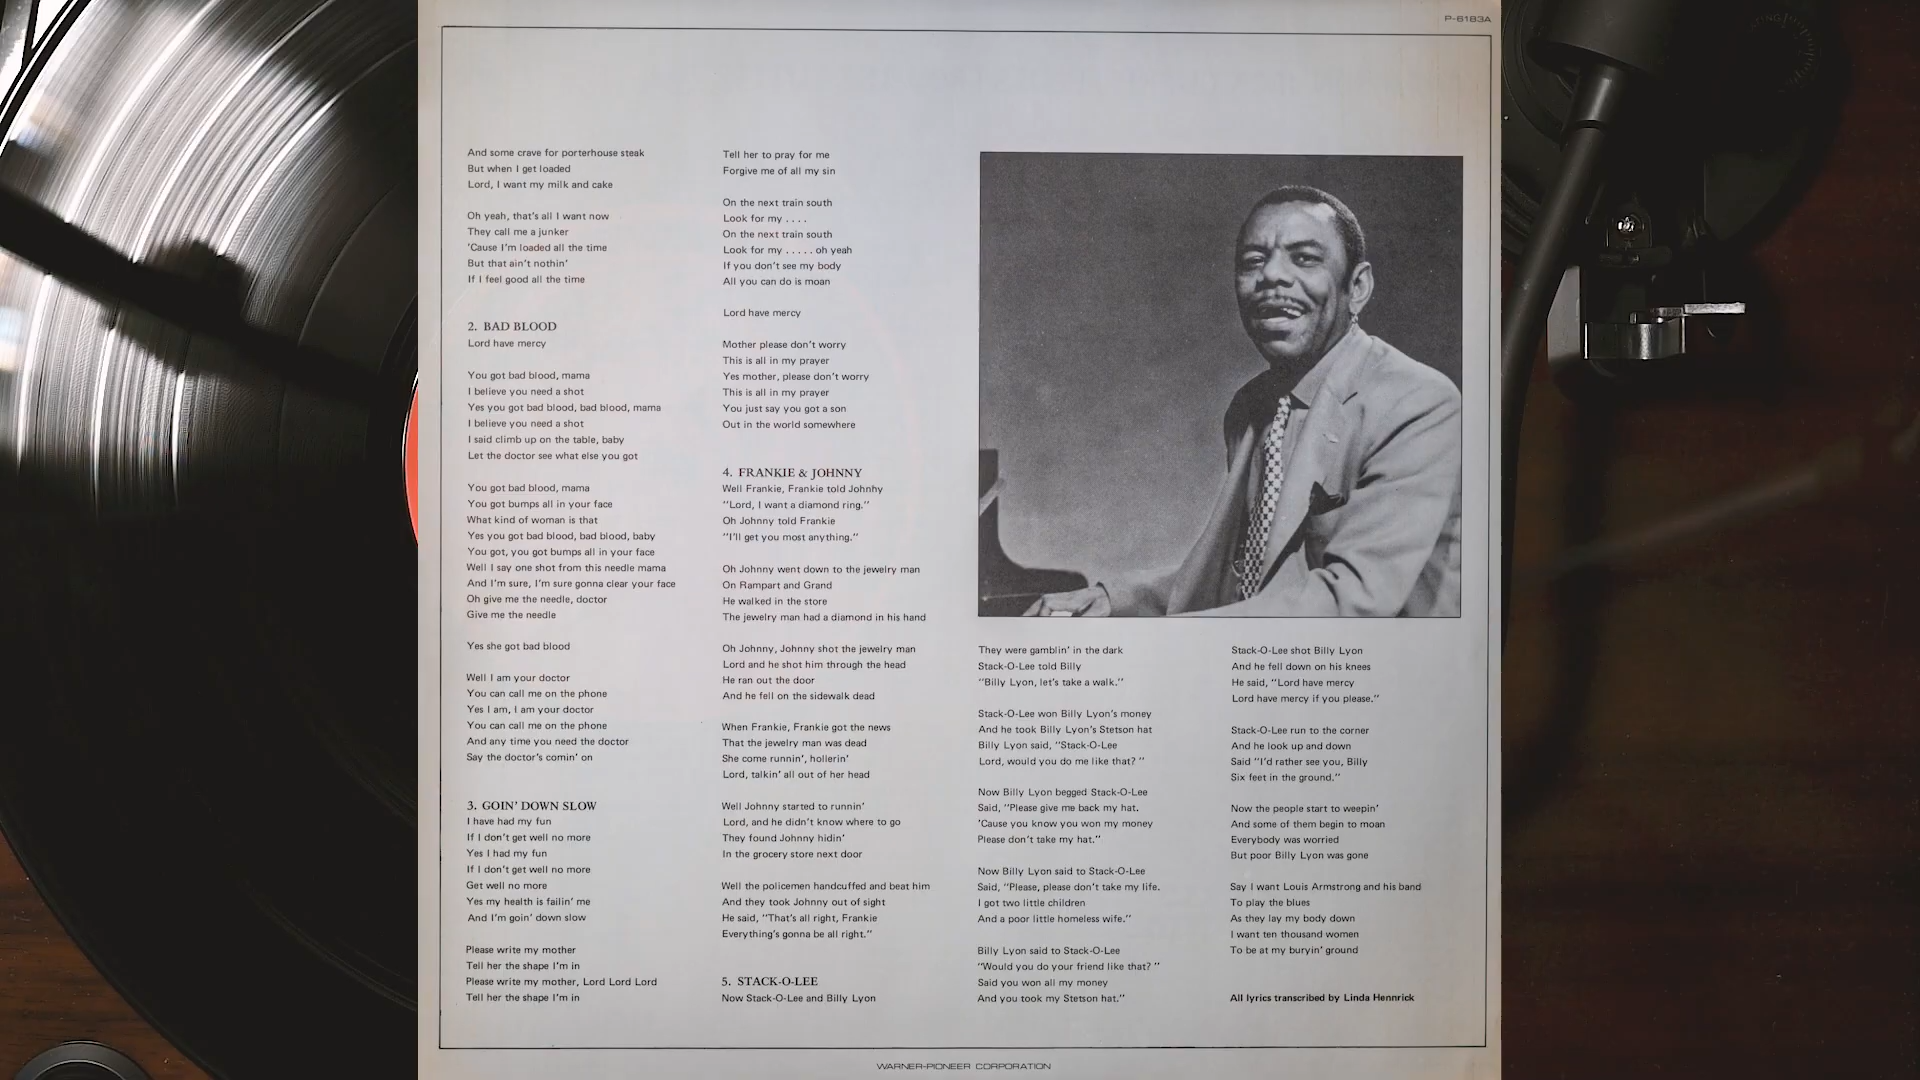 P-6183A
And some crave for porterhouse steak
But when I get loaded
Lord, I want my milk and cake
Oh yeah, that's all I want now
They call me a junker
'Cause I'm loaded all the time
But that ain't nothin'
If I feel good all the time
2. BAD BLOOD
Lord have mercy
You got bad blood, mama
I believe you need a shot
Yes you got bad blood, bad blood, mama
I believe you need a shot
I said climb up on the table, baby
Let the doctor see what else you got
You got bad blood, mama
You got bumps all in your face
What kind of woman is that
Yes you got bad blood, bad blood, baby
You got, you got bumps all in your face
Well I say one shot from this needle mama
And I'm sure, I'm sure gonna clear your face
Oh give me the needle, doctor
Give me the needle
Yes she got bad blood
Well I am your doctor
You can call me on the phone
Yes I am, I am your doctor
You can call me on the phone
And any time you need the doctor
Say the doctor's comin' on
3. GOIN' DOWN SLOW
I have had my fun
If I don't get well no more
Yes I had my fun
If I don't get well no more
Get well no more
Yes my health is failin' me
And I'm goin' down slow
Please write my mother
Tell her the shape I'm in
Please write my mother, Lord Lord Lord
Tell her the shape I'm in
Tell her to pray for me
Forgive me of all my sin
On the next train south
Look for my . . . .
On the next train south
Look for my . . . . . oh yeah
If you don't see my body
All you can do is moan
Lord have mercy
Mother please don't worry
This is all in my prayer
Yes mother, please don't worry
This is all in my prayer
You just say you got a son
Out in the world somewhere
4. FRANKIE & JOHNNY
Well Frankie, Frankie told Johnhy
"Lord, I want a diamond ring."
Oh Johnny told Frankie
"I'll get you most anything."
Oh Johnny went down to the jewelry man
On Rampart and Grand
He walked in the store
The jewelry man had a diamond in his hand
Oh Johnny, Johnny shot the jewelry man
Lord and he shot him through the head
He ran out the door
And he fell on the sidewalk dead
When Frankie, Frankie got the news
That the jewelry man was dead
She come runnin', hollerin'
Lord, talkin' all out of her head
Well Johnny started to runnin'
Lord, and he didn't know where to go
They found Johnny hidin'
In the grocery store next door
Well the policemen handcuffed and beat him
And they took Johnny out of sight
He said, "That's all right, Frankie
Everything's gonna be all right."
5. STACK-O-LEE
Now Stack-O-Lee and Billy Lyon
They were gamblin' in the dark
Stack-O-Lee told Billy
"Billy Lyon, let's take a walk."
Stack-O-Lee won Billy Lyon's money
And he took Billy Lyon's Stetson hat
Billy Lyon said, "Stack-O-Lee
Lord, would you do me like that? "
Now Billy Lyon begged Stack-O-Lee
Said, "Please give me back my hat.
'Cause you know you won my money
Please don't take my hat."
Now Billy Lyon said to Stack-O-Lee
Said, "Please, please don't take my life.
I got two little children
And a poor little homeless wife."
Billy Lyon said to Stack-O-Lee
"Would you do your friend like that? "
Said you won all my money
And you took my Stetson hat."
Stack-O-Lee shot Billy Lyon
And he fell down on his knees
He said, "Lord have mercy
Lord have mercy if you please."
Stack-O-Lee run to the corner
And he look up and down
Said "I'd rather see you, Billy
Six feet in the ground."
Now the people start to weepin'
And some of them begin to moan
Everybody was worried
But poor Billy Lyon was gone
Say I want Louis Armstrong and his band
To play the blues
As they lay my body down
I want ten thousand women
To be at my buryin' ground
All lyrics transcribed by Linda Hennrick
WARNER-PIONEER CORPORATION